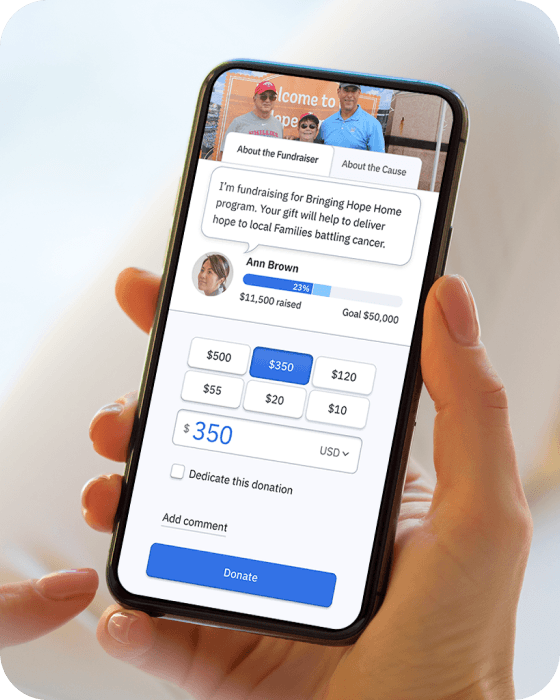 lcome to
ope
About the Fundraiser
About the Cause
I'm fundraising for Bringing Hope Home
program. Your gift will help to deliver
hope to local Families battling cancer.
Ann Brown
23%
$11,500 raised
Goal $50,000
$500
$350
$120
$55
$20
$10
$ 350
USD
Dedicate this donation
Add comment
Donate